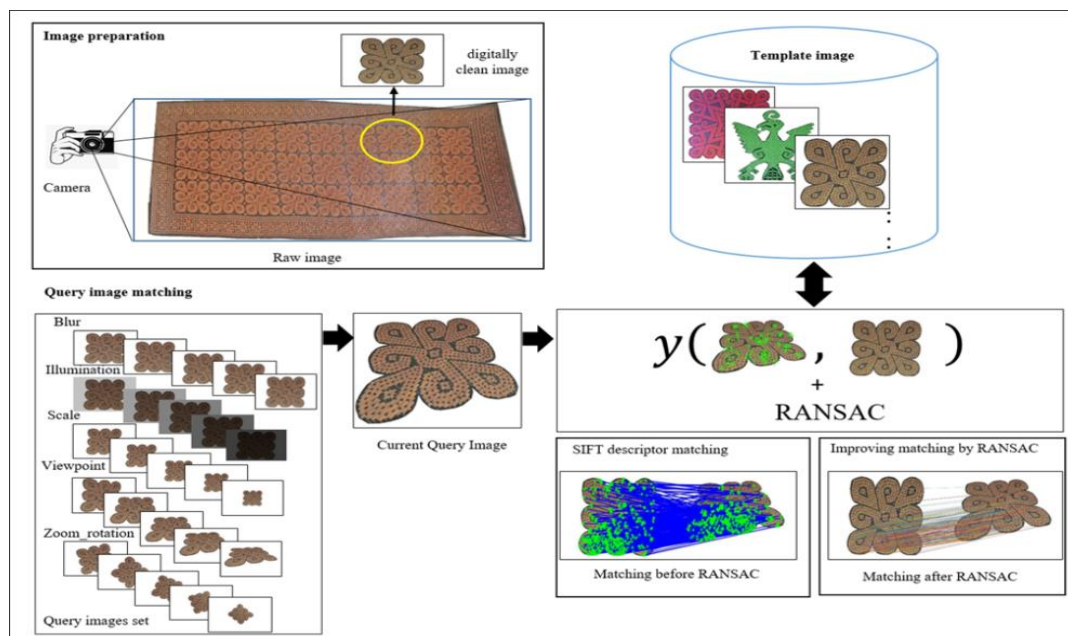 Image preparation
digitally
clean image
Camera
Raw image
Template image
Query image matching
Blur
Illumination
Scale
Viewpoint
Zoom_rotation
Query images set
Current Query Image
y( , )
+
RANSAC
SIFT descriptor matching
Matching before RANSAC
Improving matching by RANSAC
Matching after RANSAC